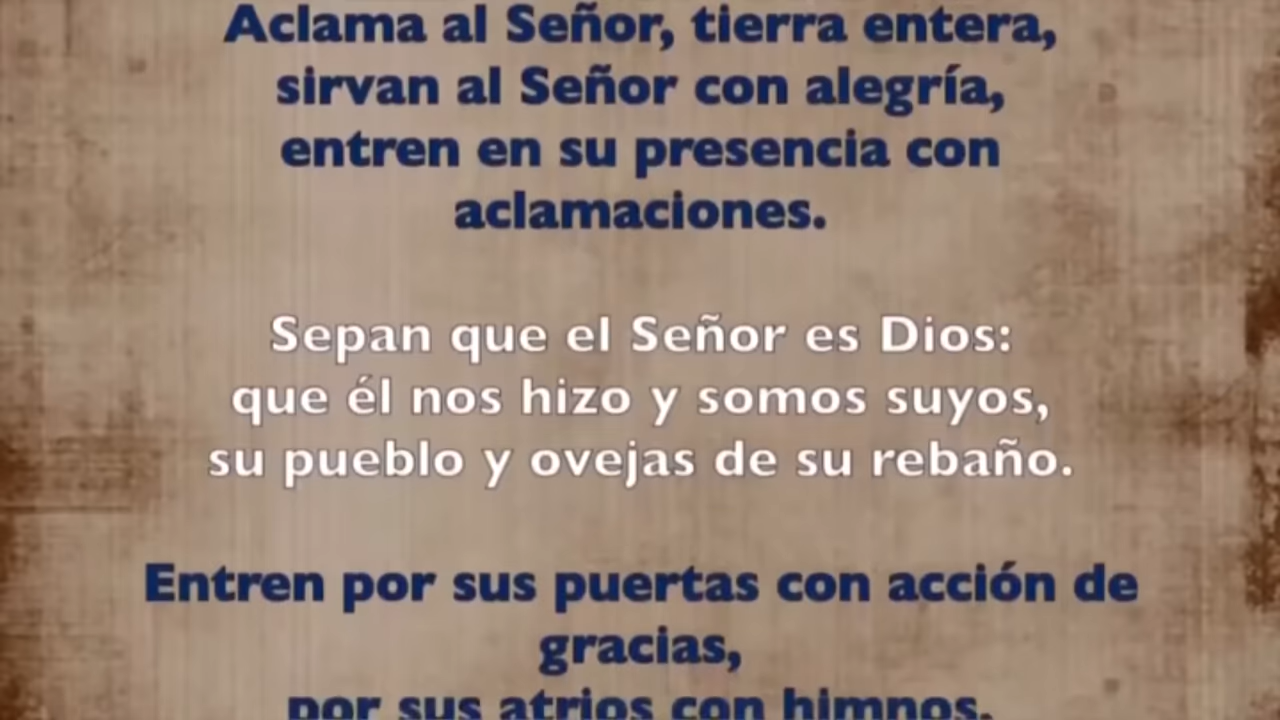 Aclama al Señor, tierra entera,
sirvan al Señor con alegría,
entren en su presencia con
aclamaciones.
Sepan que el Señor es Dios:
que él nos hizo y somos suyos,
su pueblo y ovejas de su rebaño.
Entren por sus puertas con acción de
gracias,
por sus atrios con himnos,